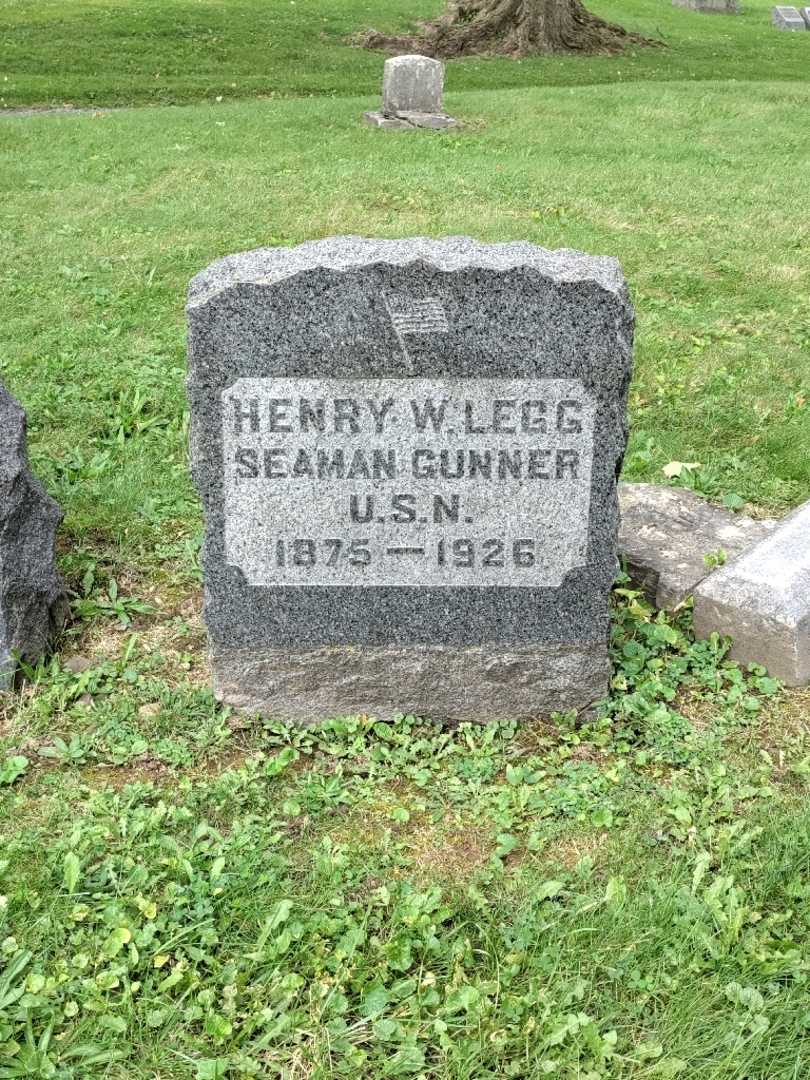 HENRY W. LEGG
SEAMAN GUNNER
U.S.N.
1875 — 1926